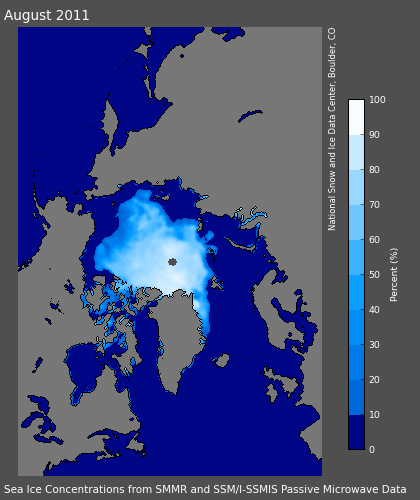 August 2011
National Snow and Ice Data Center, Boulder, CO
100
90
80
70
60
50
40
30
20
10
0
Percent (%)
Sea Ice Concentrations from SMMR and SSM/I-SSMIS Passive Microwave Data